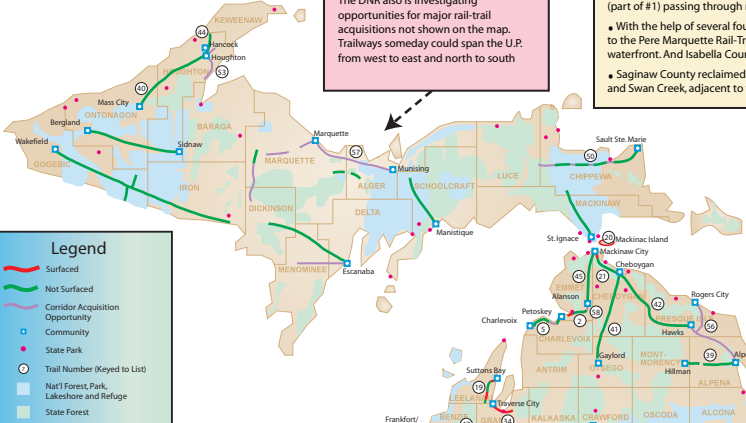 The DNR also is investigating
opportunities for major rail-trail
acquisitions not shown on the map.
Trailways someday could span the U.P.
from west to east and north to south
(part of #1) passing through
• With the help of several
to the Pere Marquette Rail-
waterfront. And Isabella
• Saginaw County reclaimed
and Swan Creek, adjacent to
KEWEENAW
44
Hancock
Houghton
HOUGHTON
53
40
Mass City
ONTONAGON
Bergland
BARAGA
Wakefield
Sidnaw
GOGEBIC
IRON
Marquette
57
MARQUETTE
Munising
ALGER
SCHOOLCRAFT
LUCE
Sault Ste. Marie
50
CHIPPEWA
MACKINAW
DICKINSON
DELTA
Manistique
MENOMINEE
Escanaba
St. Ignace
20
Mackinac Island
Mackinaw City
Cheboygan
45
21
EMMET
CHEBOYGAN
Alanson
58
42
Rogers City
Petoskey
Charlevoix
5
2
PRESQUE ISLE
56
Hawks
41
CHARLEVOIX
Gaylord
MONT-
MORENCY
39
Hillman
ANTRIM
OTSEGO
ALPENA
Suttons Bay
19
LEELANAU
Traverse City
34
Frankfort/
BENZIE
KALKASKA
CRAWFORD
OSCODA
ALCONA
Legend
Surfaced
Not Surfaced
Corridor Acquisition
Opportunity
Community
State Park
7
Trail Number (Keyed to List)
Nat'l Forest, Park,
Lakeshore and Refuge
State Forest